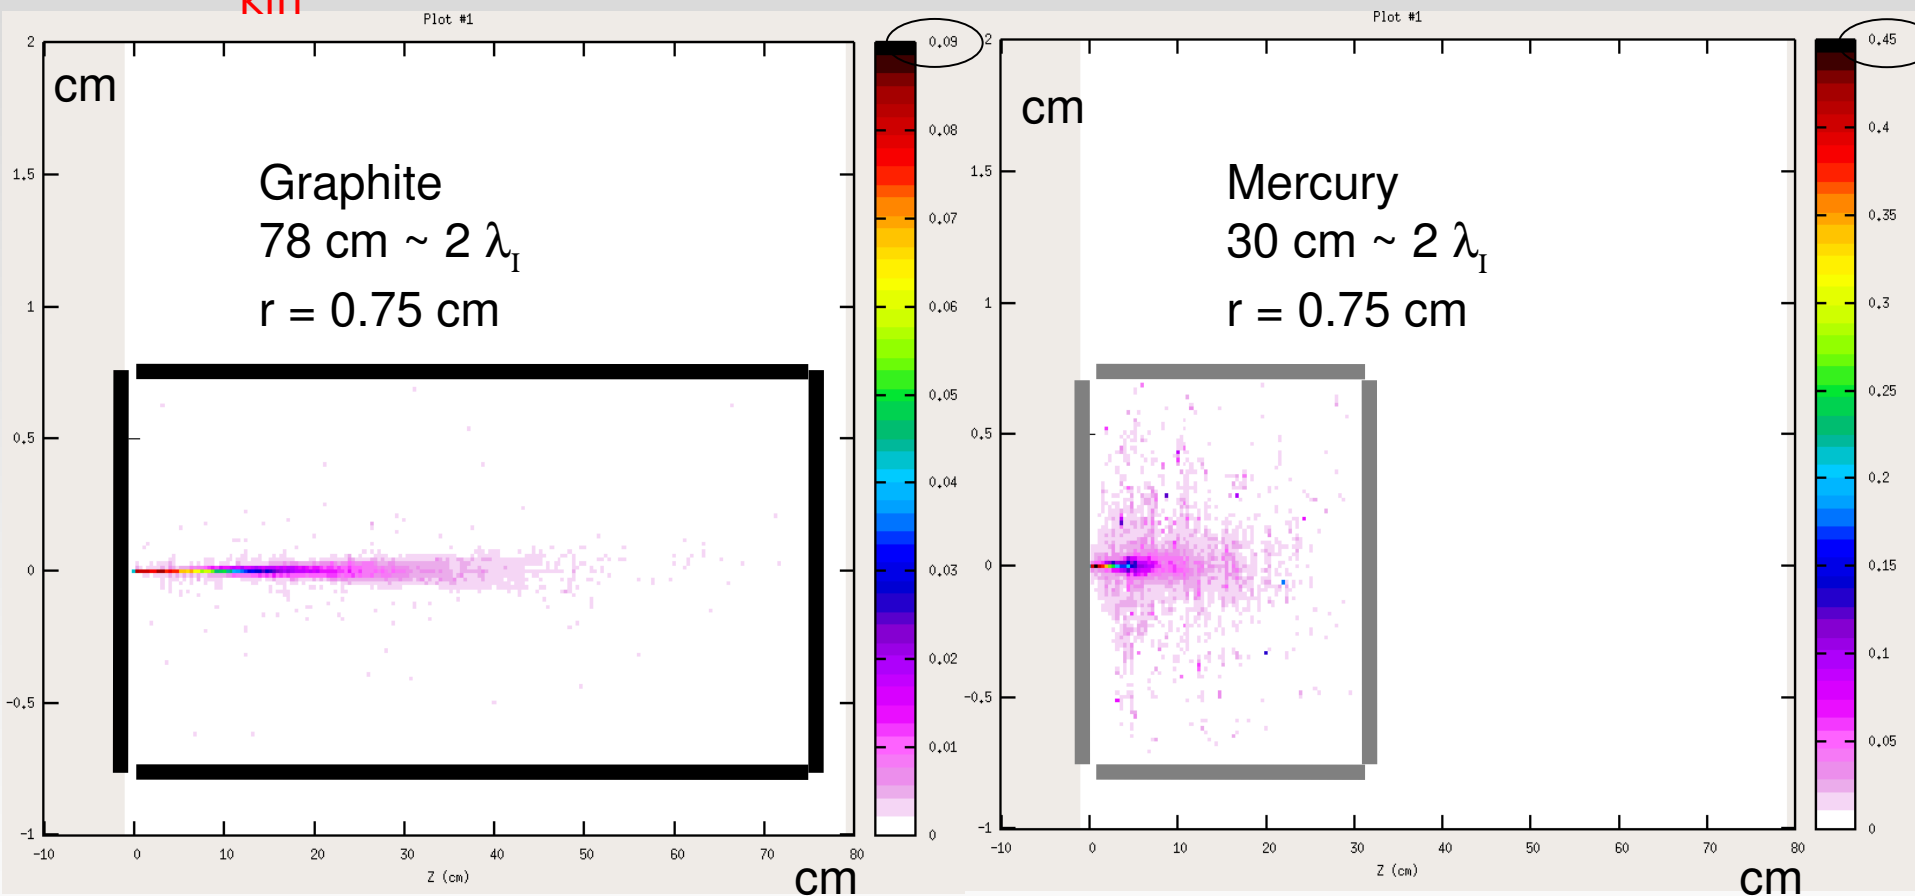 Kin
Plot #1
cm
Graphite
78 cm ~ 2 λI
r = 0.75 cm
2
1.5
1
0.5
0
-0.5
-1
-10 0 10 20 30 40 50 60 70 80
Z (cm)
cm
0.09
0.08
0.07
0.06
0.05
0.04
0.03
0.02
0.01
0
Plot #1
cm
Mercury
30 cm ~ 2 λI
r = 0.75 cm
2
1.5
1
0.5
0
-0.5
-1
-10 0 10 20 30 40 50 60 70 80
Z (cm)
cm
0.45
0.4
0.35
0.3
0.25
0.2
0.15
0.1
0.05
0